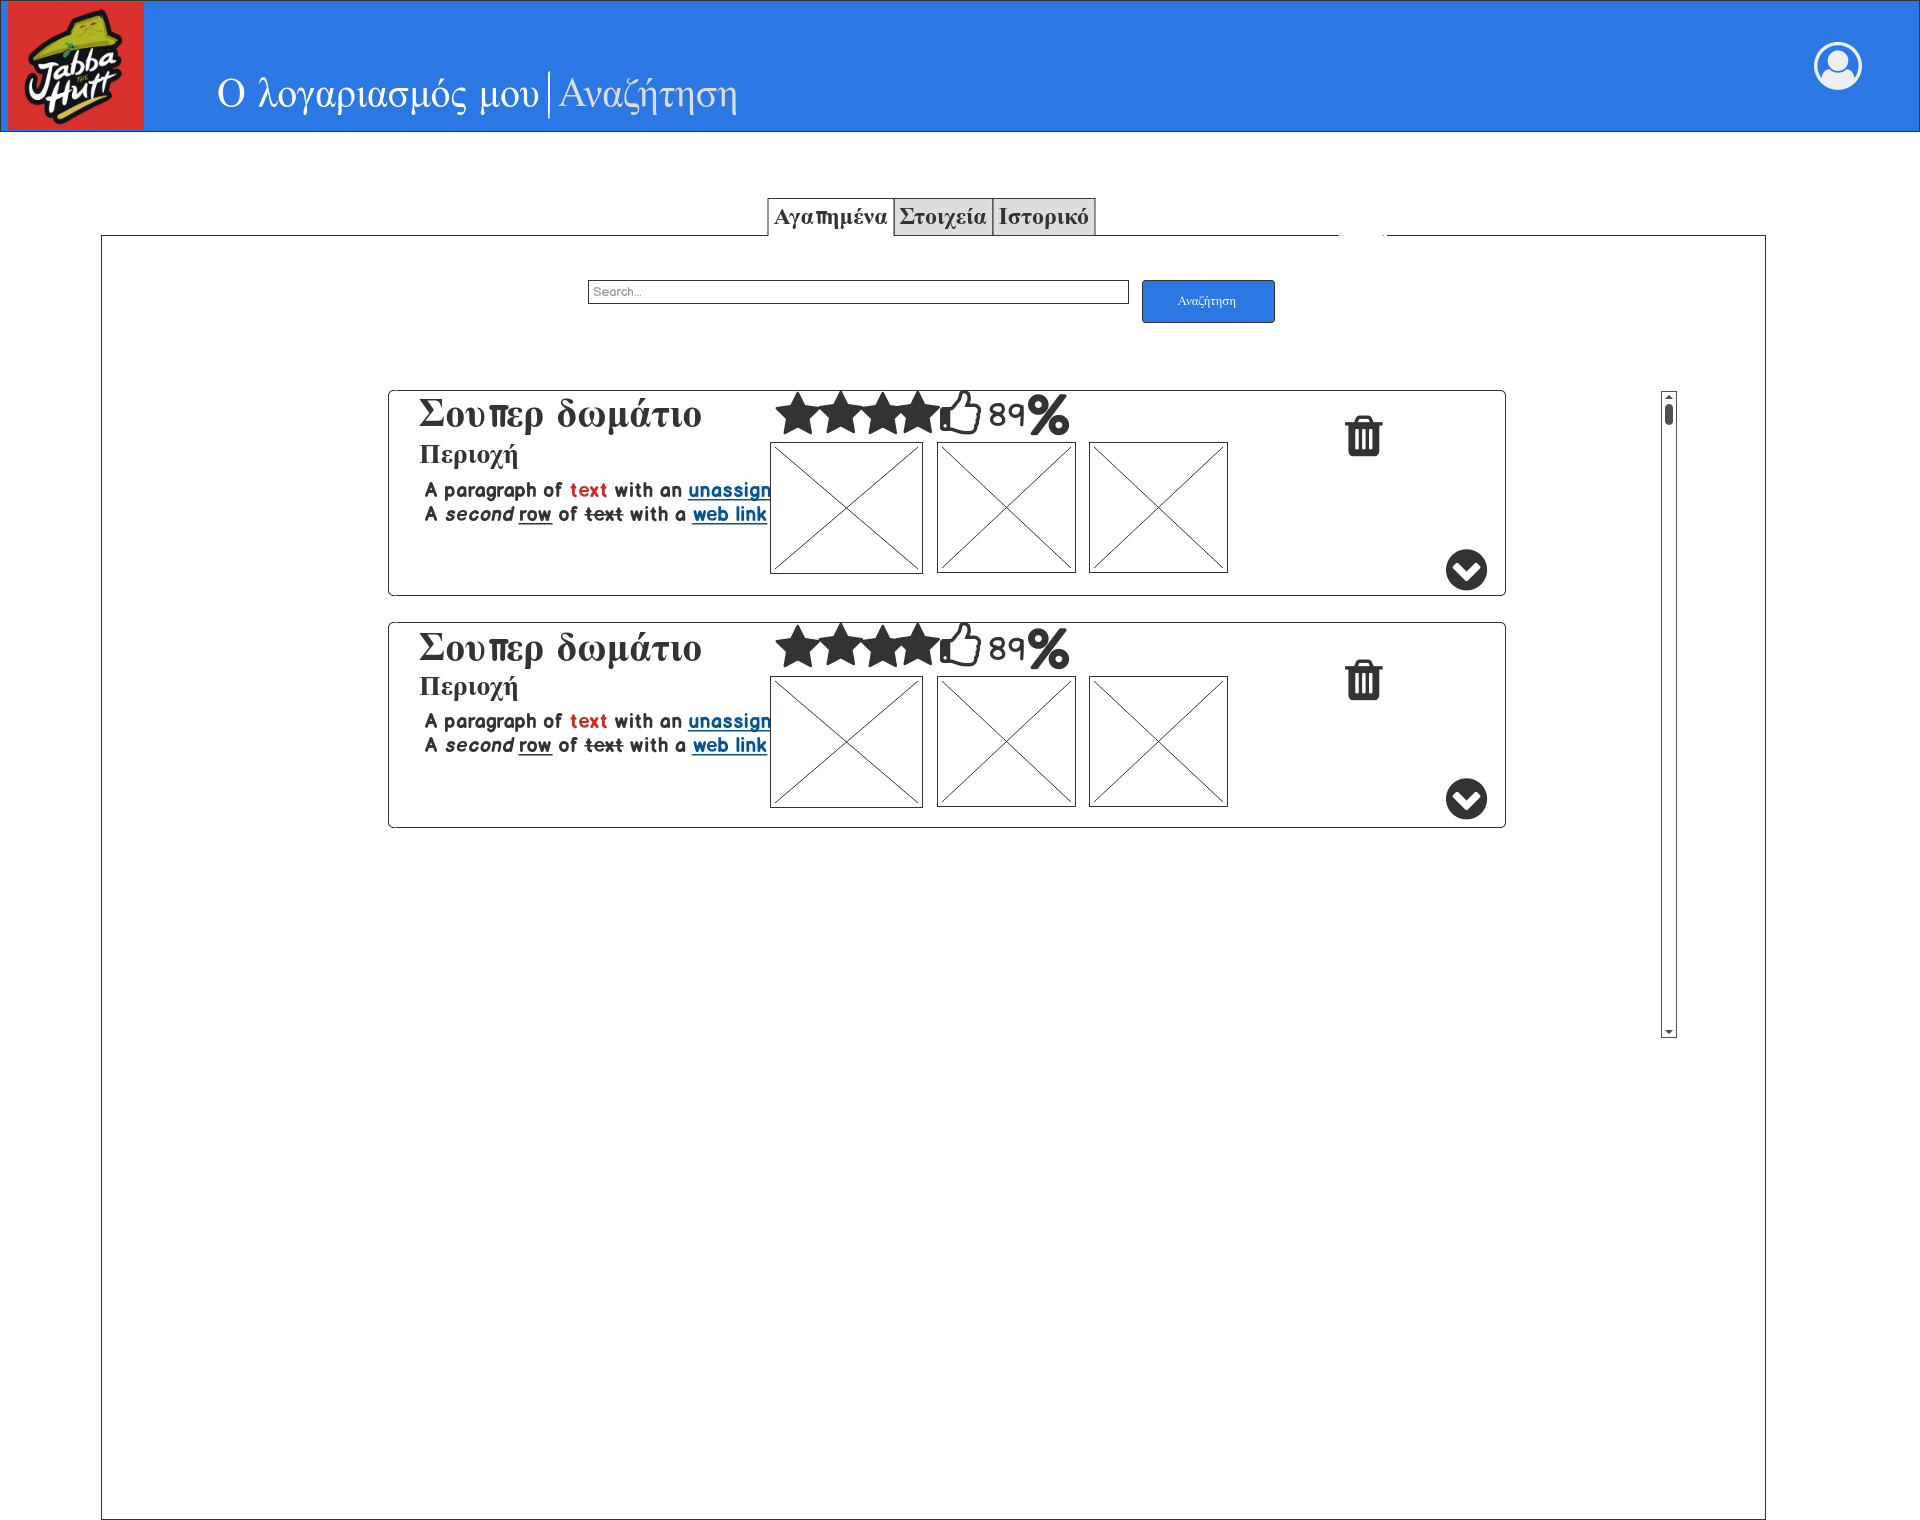 Jabba
THE
Hutt
Ο λογαριασμός μου Αναζήτηση
Αγαπημένα Στοιχεία Ιστορικό
Search...
Αναζήτηση
Σουπερ δωμάτιο 89%
Περιοχή
A paragraph of text with an unassign
A second row of text with a web link
Σουπερ δωμάτιο 89%
Περιοχή
A paragraph of text with an unassign
A second row of text with a web link